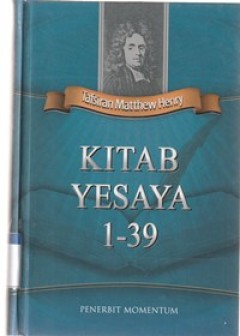 Tafsiran Matthew Henry
KITAB
YESAYA
1-39
PENERBIT MOMENTUM